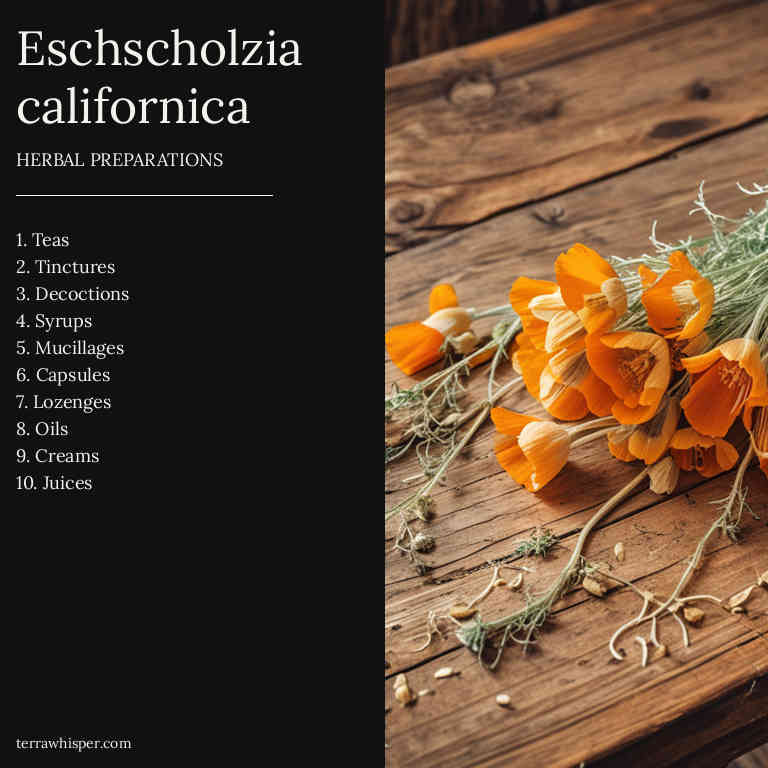 Eschscholzia
californica
HERBAL PREPARATIONS
1. Teas
2. Tinctures
3. Decoctions
4. Syrups
5. Mucillages
6. Capsules
7. Lozenges
8. Oils
9. Creams
10. Juices
terrawhisper.com